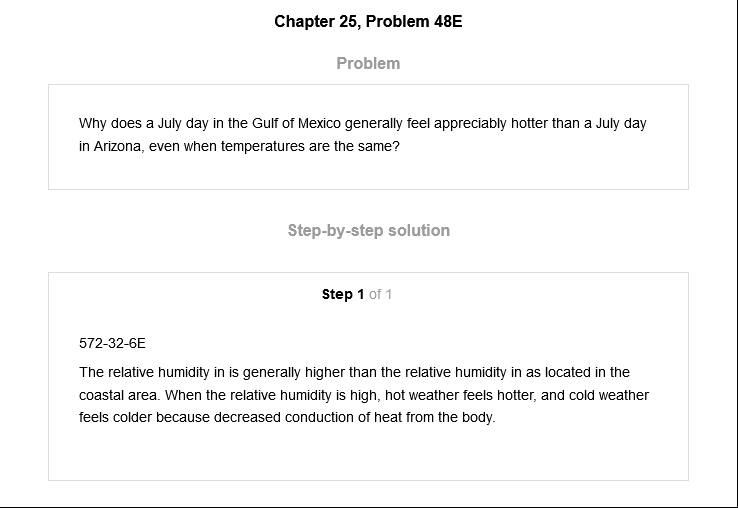 Chapter 25, Problem 48E
Problem
Why does a July day in the Gulf of Mexico generally feel appreciably hotter than a July day
in Arizona, even when temperatures are the same?
Step-by-step solution
Step 1 of 1
572-32-6E
The relative humidity in is generally higher than the relative humidity in as located in the
coastal area. When the relative humidity is high, hot weather feels hotter, and cold weather
feels colder because decreased conduction of heat from the body.